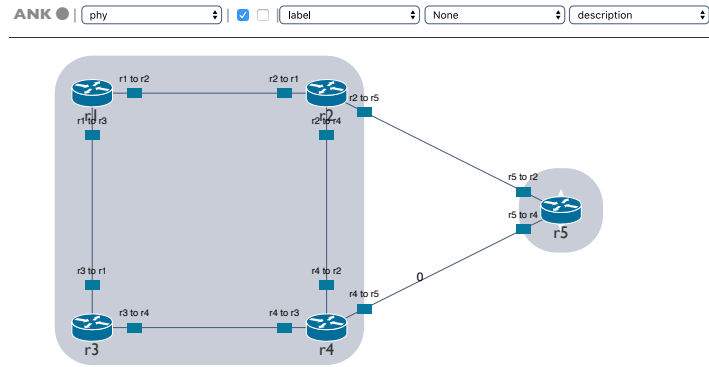 ANK | phy | label None description
r1 to r2 r2 to r1
r1 r2 r2 to r5
r1 to r3 r2 to r4
r5 to r2
r5 to r4
r5
r3 to r1 r4 to r2 0
r4 to r5
r3 to r4 r4 to r3
r3 r4